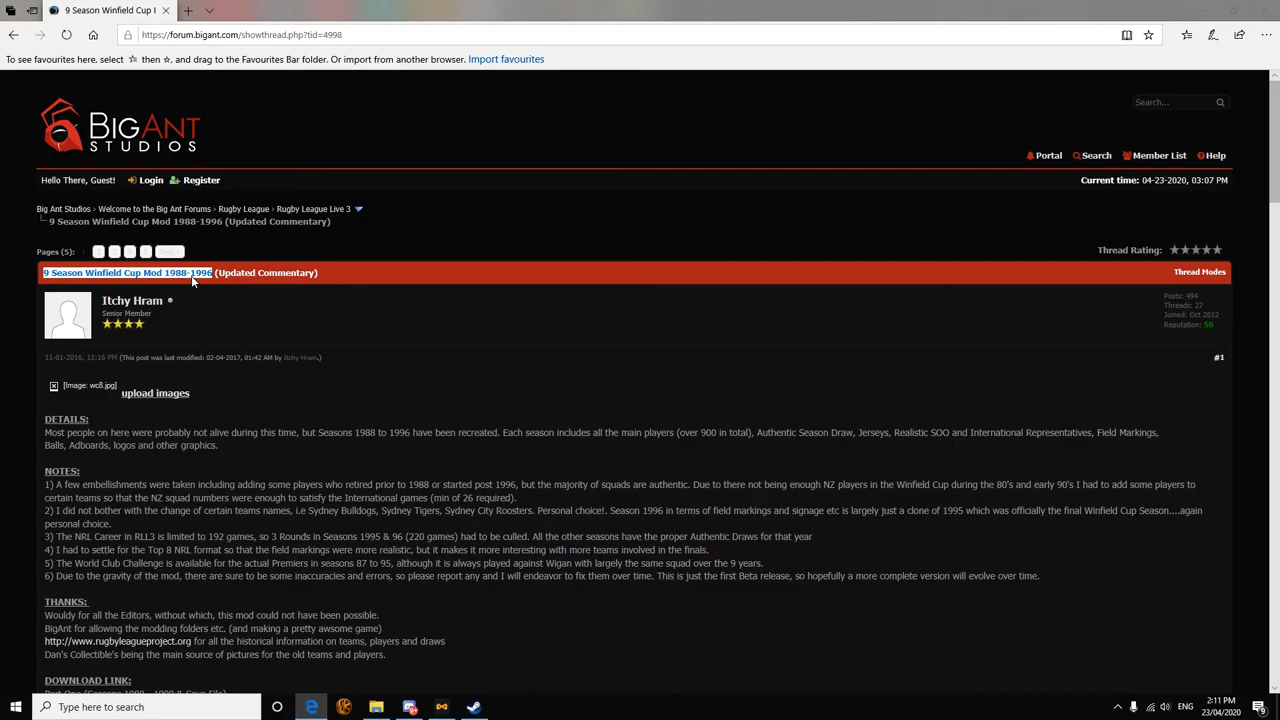 9 Season Winfield Cup I
https://forum.bigant.com/showthread.php?tid=4998
To see favourites here, select then, and drag to the Favourites Bar folder. Or import from another browser. Import favourites
BIGANT
STUDIOS
Search...
Portal Search Member List Help
Hello There, Guest! Login Register
Current time: 04-23-2020, 03:07 PM
Big Ant Studios › Welcome to the Big Ant Forums › Rugby League › Rugby League Live 3
9 Season Winfield Cup Mod 1988-1996 (Updated Commentary)
Pages (5):
Thread Rating:
9 Season Winfield Cup Mod 1988-1996 (Updated Commentary)
Thread Modes
Itchy Hram
Senior Member
Posts: 494
Threads: 27
Joined: Oct 2012
Reputation: 50
11-01-2016, 11:16 PM (This post was last modified: 02-04-2017, 01:42 AM by Itchy Hram.)
#1
[Image: wc8.jpg] upload images
DETAILS:
Most people on here were probably not alive during this time, but Seasons 1988 to 1996 have been recreated. Each season includes all the main players (over 900 in total), Authentic Season Draw, Jerseys, Realistic SOO and International Representatives, Field Markings,
Balls, Adboards, logos and other graphics.
NOTES:
1) A few embellishments were taken including adding some players who retired prior to 1988 or started post 1996, but the majority of squads are authentic. Due to there not being enough NZ players in the Winfield Cup during the 80's and early 90's I had to add some players to
certain teams so that the NZ squad numbers were enough to satisfy the International games (min of 26 required).
2) I did not bother with the change of certain teams names, i.e Sydney Bulldogs, Sydney Tigers, Sydney City Roosters. Personal choice!. Season 1996 in terms of field markings and signage etc is largely just a clone of 1995 which was officially the final Winfield Cup Season....again
personal choice.
3) The NRL Career in RLL3 is limited to 192 games, so 3 Rounds in Seasons 1995 & 96 (220 games) had to be culled. All the other seasons have the proper Authentic Draws for that year
4) I had to settle for the Top 8 NRL format so that the field markings were more realistic, but it makes it more interesting with more teams involved in the finals.
5) The World Club Challenge is available for the actual Premiers in seasons 87 to 95, although it is always played against Wigan with largely the same squad over the 9 years.
6) Due to the gravity of the mod, there are sure to be some inaccuracies and errors, so please report any and I will endeavor to fix them over time. This is just the first Beta release, so hopefully a more complete version will evolve over time.
THANKS:
Wouldy for all the Editors, without which, this mod could not have been possible.
BigAnt for allowing the modding folders etc. (and making a pretty awsome game)
http://www.rugbyleagueproject.org for all the historical information on teams, players and draws
Dan's Collectible's being the main source of pictures for the old teams and players.
DOWNLOAD LINK:
Part One (Seasons 1988 - 1990 & Save File)
Type here to search
ENG
2:11 PM
23/04/2020